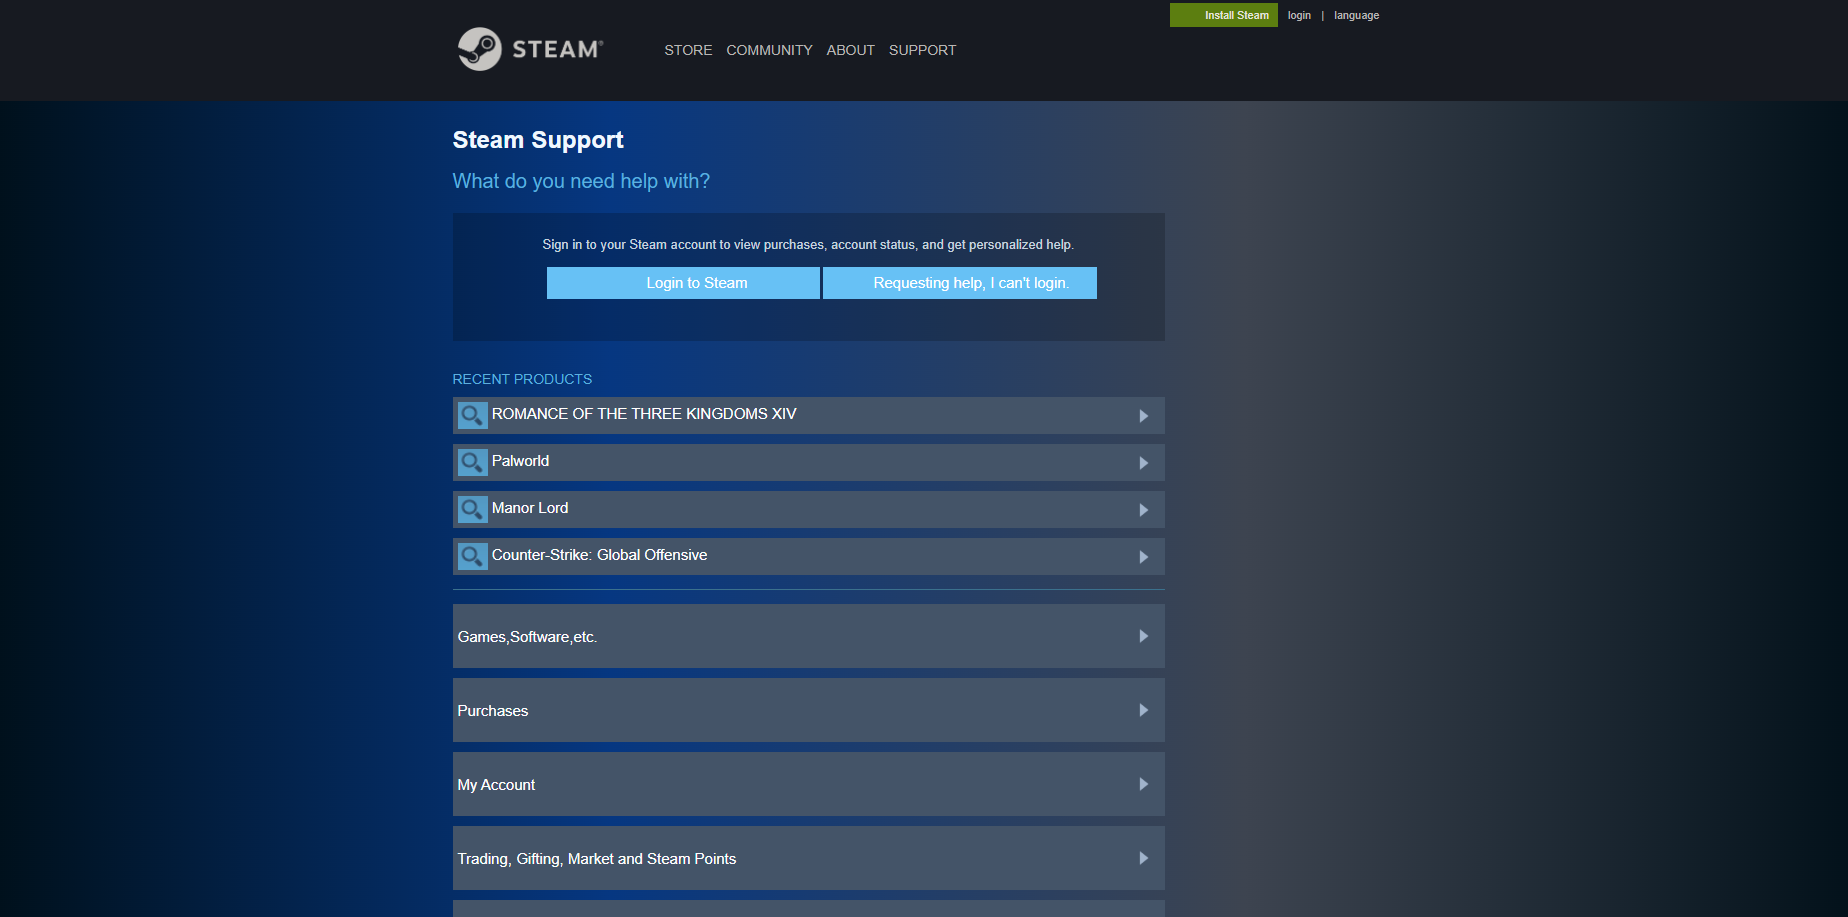 Install Steam login | language
STEAM® STORE COMMUNITY ABOUT SUPPORT
Steam Support
What do you need help with?
Sign in to your Steam account to view purchases, account status, and get personalized help.
Login to Steam Requesting help, I can't login.
RECENT PRODUCTS
ROMANCE OF THE THREE KINGDOMS XIV
Palworld
Manor Lord
Counter-Strike: Global Offensive
Games,Software,etc.
Purchases
My Account
Trading, Gifting, Market and Steam Points